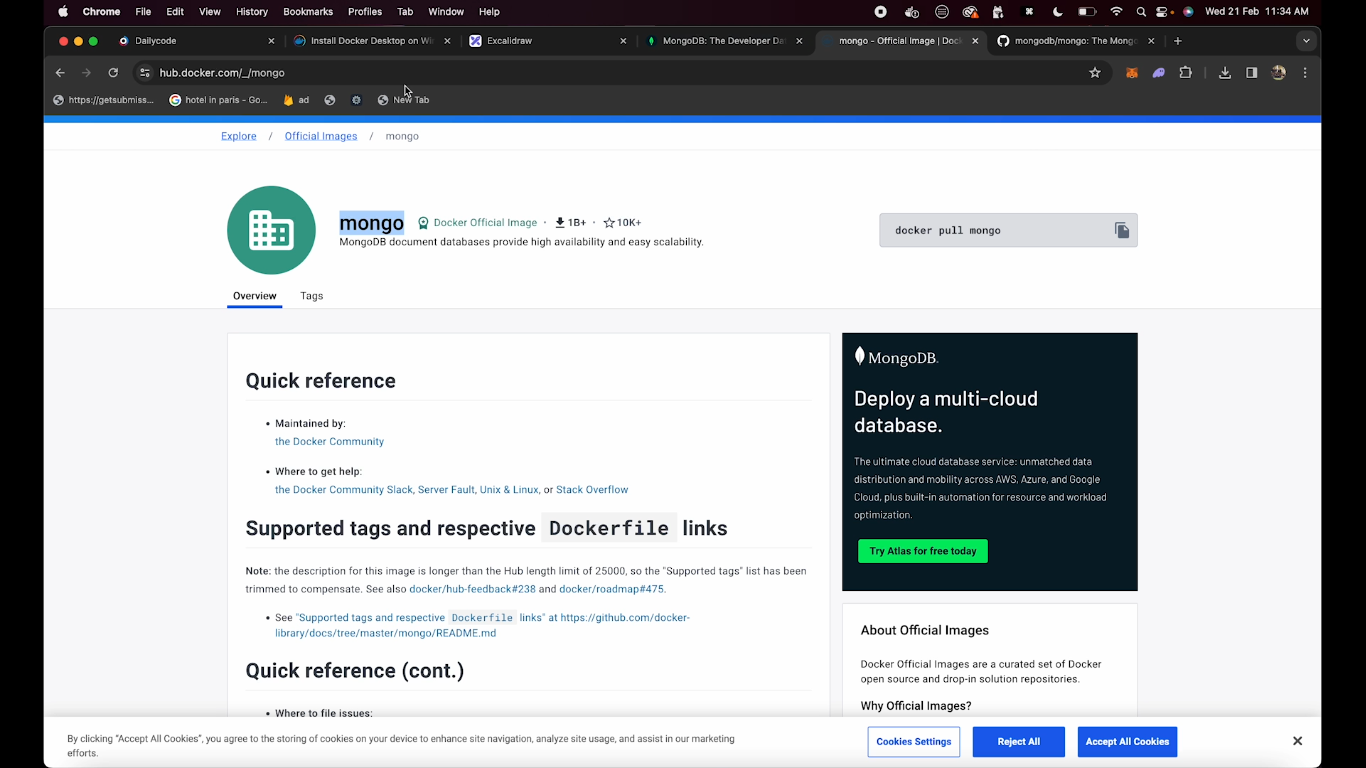 Chrome File Edit View History Bookmarks Profiles Tab Window Help Wed 21 Feb 11:34 AM
Dailycode Install Docker Desktop on Wi Excalidraw MongoDB: The Developer Da mongo - Official Image | Doc mongodb/mongo: The Mong
hub.docker.com/_/mongo
https://getsubmiss... hotel in paris - Go... ad New Tab
Explore / Official Images / mongo
mongo Docker Official Image · 1B+ · 10K+
MongoDB document databases provide high availability and easy scalability.
docker pull mongo
Overview Tags
Quick reference
• Maintained by:
the Docker Community
• Where to get help:
the Docker Community Slack, Server Fault, Unix & Linux, or Stack Overflow
Supported tags and respective Dockerfile links
Note: the description for this image is longer than the Hub length limit of 25000, so the "Supported tags" list has been
trimmed to compensate. See also docker/hub-feedback#238 and docker/roadmap#475.
• See "Supported tags and respective Dockerfile links" at https://github.com/docker-
library/docs/tree/master/mongo/README.md
Quick reference (cont.)
• Where to file issues:
MongoDB.
Deploy a multi-cloud
database.
The ultimate cloud database service: unmatched data
distribution and mobility across AWS, Azure, and Google
Cloud, plus built-in automation for resource and workload
optimization.
Try Atlas for free today
About Official Images
Docker Official Images are a curated set of Docker
open source and drop-in solution repositories.
Why Official Images?
By clicking "Accept All Cookies", you agree to the storing of cookies on your device to enhance site navigation, analyze site usage, and assist in our marketing
efforts.
Cookies Settings Reject All Accept All Cookies